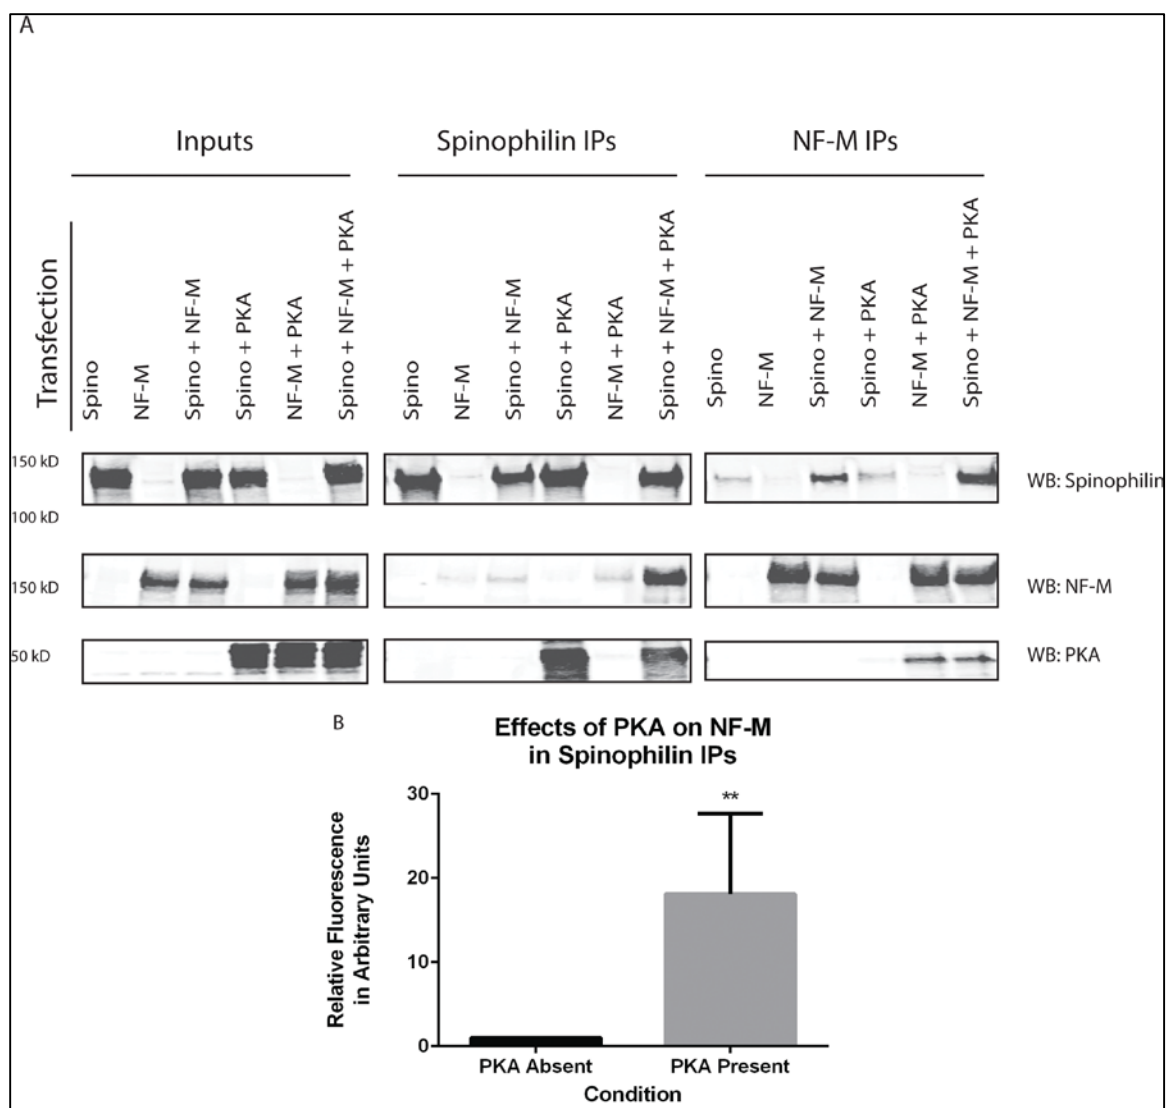 A
Inputs
Spinophilin IPs
NF-M IPs
Transfection
Spino
NF-M
Spino + NF-M
Spino + PKA
NF-M + PKA
Spino + NF-M + PKA
Spino
NF-M
Spino + NF-M
Spino + PKA
NF-M + PKA
Spino + NF-M + PKA
Spino
NF-M
Spino + NF-M
Spino + PKA
NF-M + PKA
Spino + NF-M + PKA
150 kD
WB: Spinophilin
100 kD
150 kD
WB: NF-M
50 kD
WB: PKA
B
Effects of PKA on NF-M
in Spinophilin IPs
Relative Fluorescence
in Arbitrary Units
30
20
10
0
**
PKA Absent
PKA Present
Condition